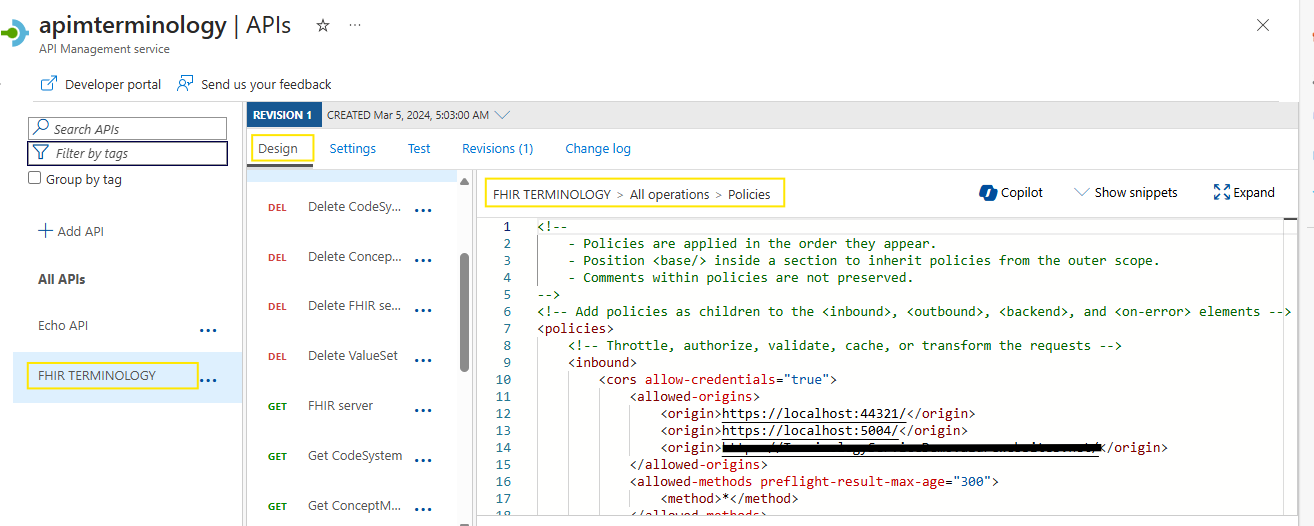 apimterminology | APIs
API Management service
Developer portal
Send us your feedback
Search APIs
Filter by tags
Group by tag
Add API
All APIs
Echo API
...
FHIR TERMINOLOGY
...
REVISION 1
CREATED Mar 5, 2024, 5:03:00 AM
Design
Settings
Test
Revisions (1)
Change log
DEL Delete CodeSy... ...
DEL Delete Concep... ...
DEL Delete FHIR se... ...
DEL Delete ValueSet ...
GET FHIR server ...
GET Get CodeSystem ...
GET Get ConceptM... ...
FHIR TERMINOLOGY > All operations > Policies
Copilot
Show snippets
Expand
1 <!--
2 - Policies are applied in the order they appear.
3 - Position <base/> inside a section to inherit policies from the outer scope.
4 - Comments within policies are not preserved.
5 -->
6 <!-- Add policies as children to the <inbound>, <outbound>, <backend>, and <on-error> elements -->
7 <policies>
8 <!-- Throttle, authorize, validate, cache, or transform the requests -->
9 <inbound>
10 <cors allow-credentials="true">
11 <allowed-origins>
12 <origin>https://localhost:44321/</origin>
13 <origin>https://localhost:5004/</origin>
14 <origin></origin>
15 </allowed-origins>
16 <allowed-methods preflight-result-max-age="300">
17 <method>*</method>
18 </allowed-methods>